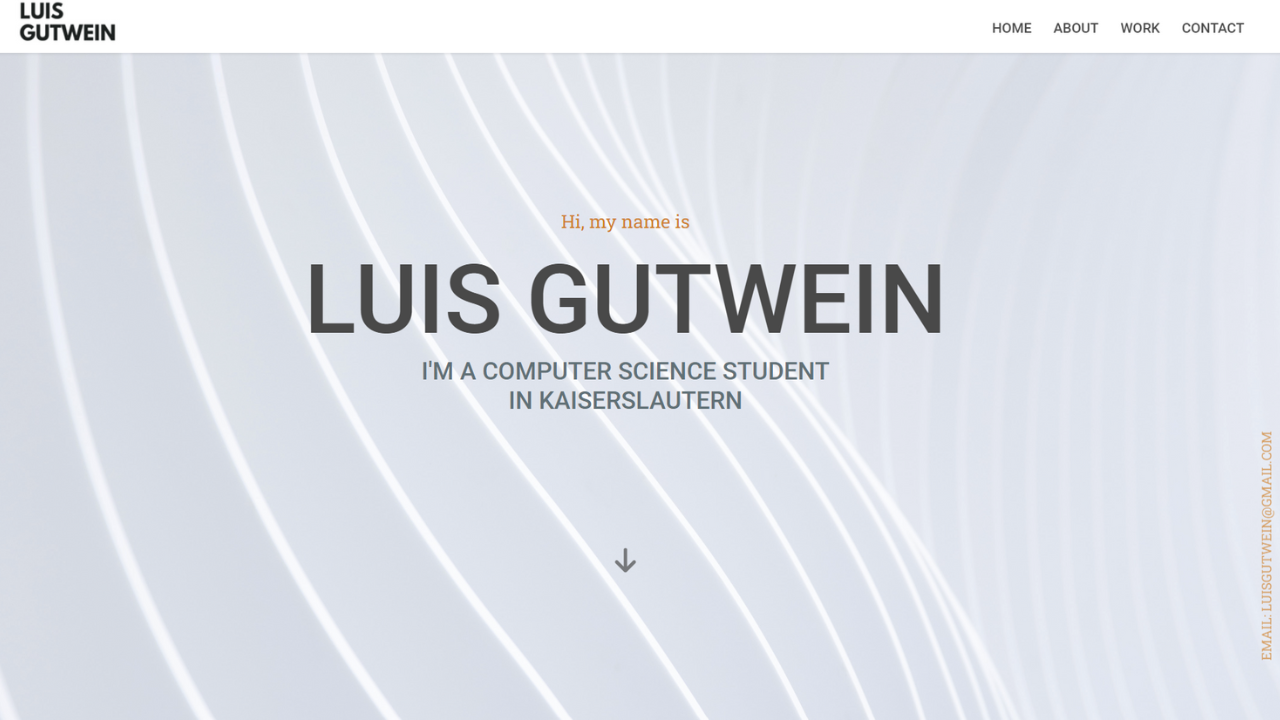 LUIS
GUTWEIN
HOME ABOUT WORK CONTACT
Hi, my name is
LUIS GUTWEIN
I'M A COMPUTER SCIENCE STUDENT
IN KAISERSLAUTERN
EMAIL: LUISGUTWEIN@GMAIL.COM